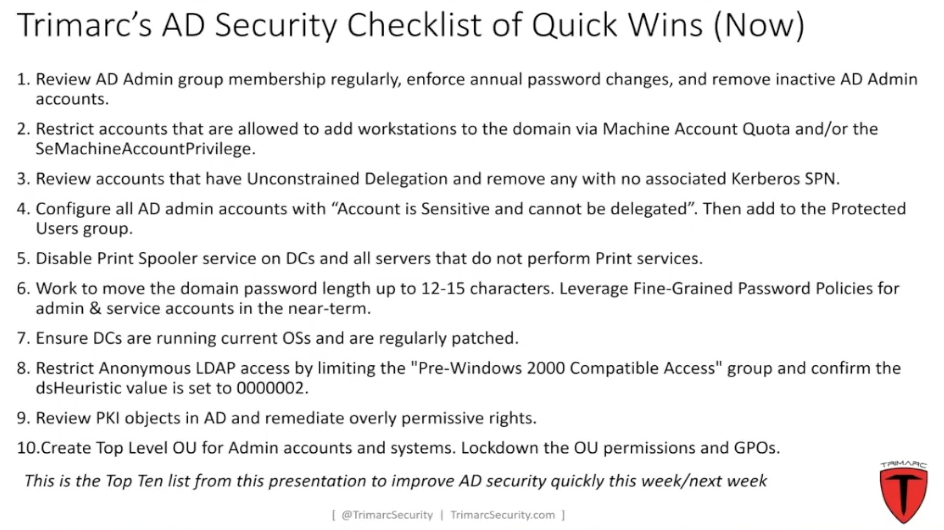 Trimarc's AD Security Checklist of Quick Wins (Now)
1. Review AD Admin group membership regularly, enforce annual password changes, and remove inactive AD Admin
accounts.
2. Restrict accounts that are allowed to add workstations to the domain via Machine Account Quota and/or the
SeMachineAccountPrivilege.
3. Review accounts that have Unconstrained Delegation and remove any with no associated Kerberos SPN.
4. Configure all AD admin accounts with “Account is Sensitive and cannot be delegated”. Then add to the Protected
Users group.
5. Disable Print Spooler service on DCs and all servers that do not perform Print services.
6. Work to move the domain password length up to 12-15 characters. Leverage Fine-Grained Password Policies for
admin & service accounts in the near-term.
7. Ensure DCs are running current OSs and are regularly patched.
8. Restrict Anonymous LDAP access by limiting the "Pre-Windows 2000 Compatible Access" group and confirm the
dsHeuristic value is set to 0000002.
9. Review PKI objects in AD and remediate overly permissive rights.
10.Create Top Level OU for Admin accounts and systems. Lockdown the OU permissions and GPOs.
This is the Top Ten list from this presentation to improve AD security quickly this week/next week
TRIMARC
[ @TrimarcSecurity | TrimarcSecurity.com ]